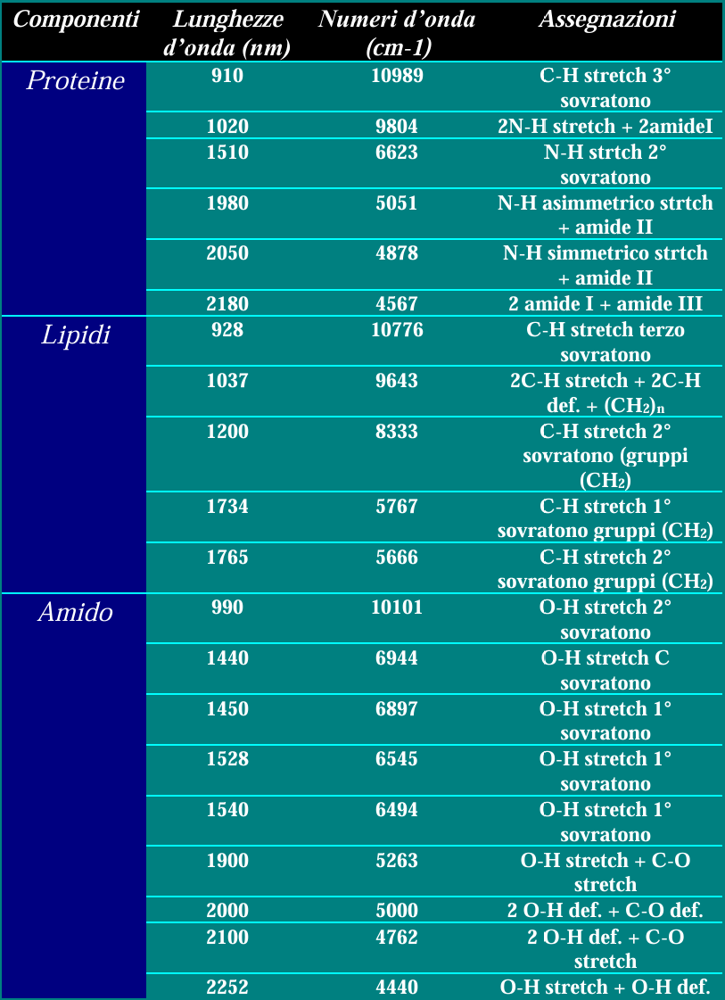 Componenti Lunghezze Numeri d'onda Assegnazioni
d'onda (nm) (cm-1)
Proteine 910 10989 C-H stretch 3°
sovratono
1020 9804 2N-H stretch + 2amideI
1510 6623 N-H strtch 2°
sovratono
1980 5051 N-H asimmetrico strtch
+ amide II
2050 4878 N-H simmetrico strtch
+ amide II
2180 4567 2 amide I + amide III
Lipidi 928 10776 C-H stretch terzo
sovratono
1037 9643 2C-H stretch + 2C-H
def. + (CH₂)ₙ
1200 8333 C-H stretch 2°
sovratono (gruppi
(CH₂)
1734 5767 C-H stretch 1°
sovratono gruppi (CH₂)
1765 5666 C-H stretch 2°
sovratono gruppi (CH₂)
Amido 990 10101 O-H stretch 2°
sovratono
1440 6944 O-H stretch C
sovratono
1450 6897 O-H stretch 1°
sovratono
1528 6545 O-H stretch 1°
sovratono
1540 6494 O-H stretch 1°
sovratono
1900 5263 O-H stretch + C-O
stretch
2000 5000 2 O-H def. + C-O def.
2100 4762 2 O-H def. + C-O
stretch
2252 4440 O-H stretch + O-H def.